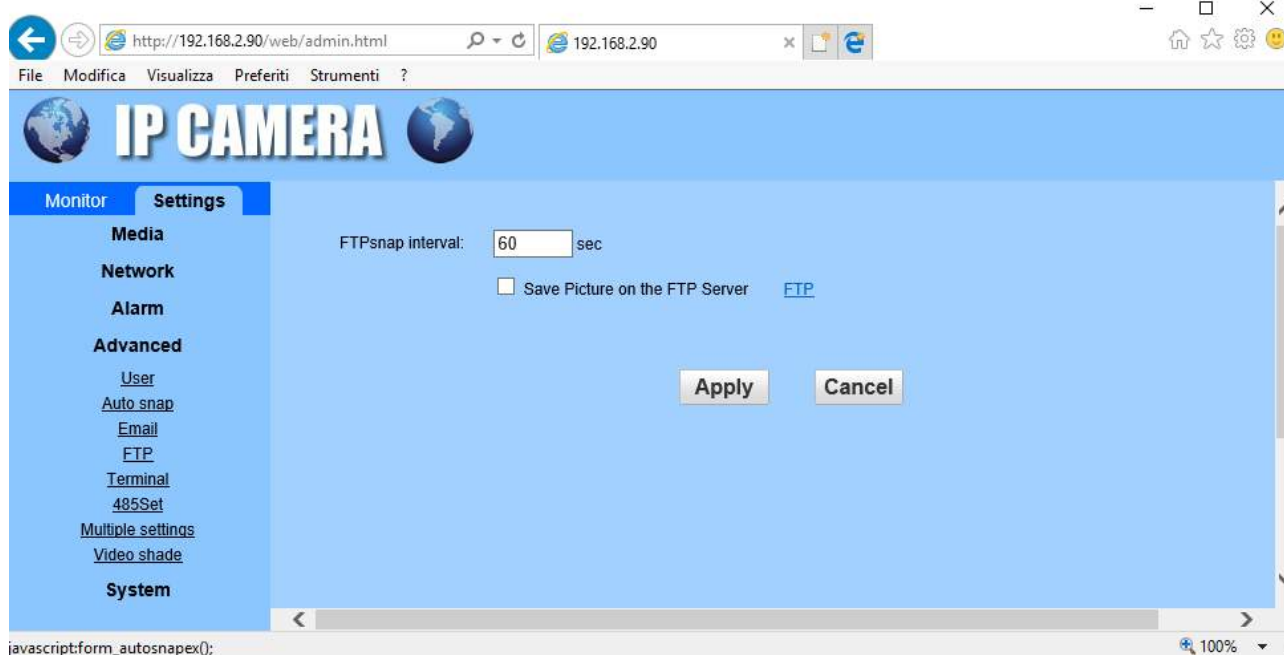 http://192.168.2.90/web/admin.html 192.168.2.90
File Modifica Visualizza Preferiti Strumenti ?
IP CAMERA
Monitor Settings
Media
Network
Alarm
Advanced
User
Auto snap
Email
FTP
Terminal
485Set
Multiple settings
Video shade
System
FTPsnap interval: 60 sec
Save Picture on the FTP Server FTP
Apply Cancel
javascript:form_autosnapex(); 100%